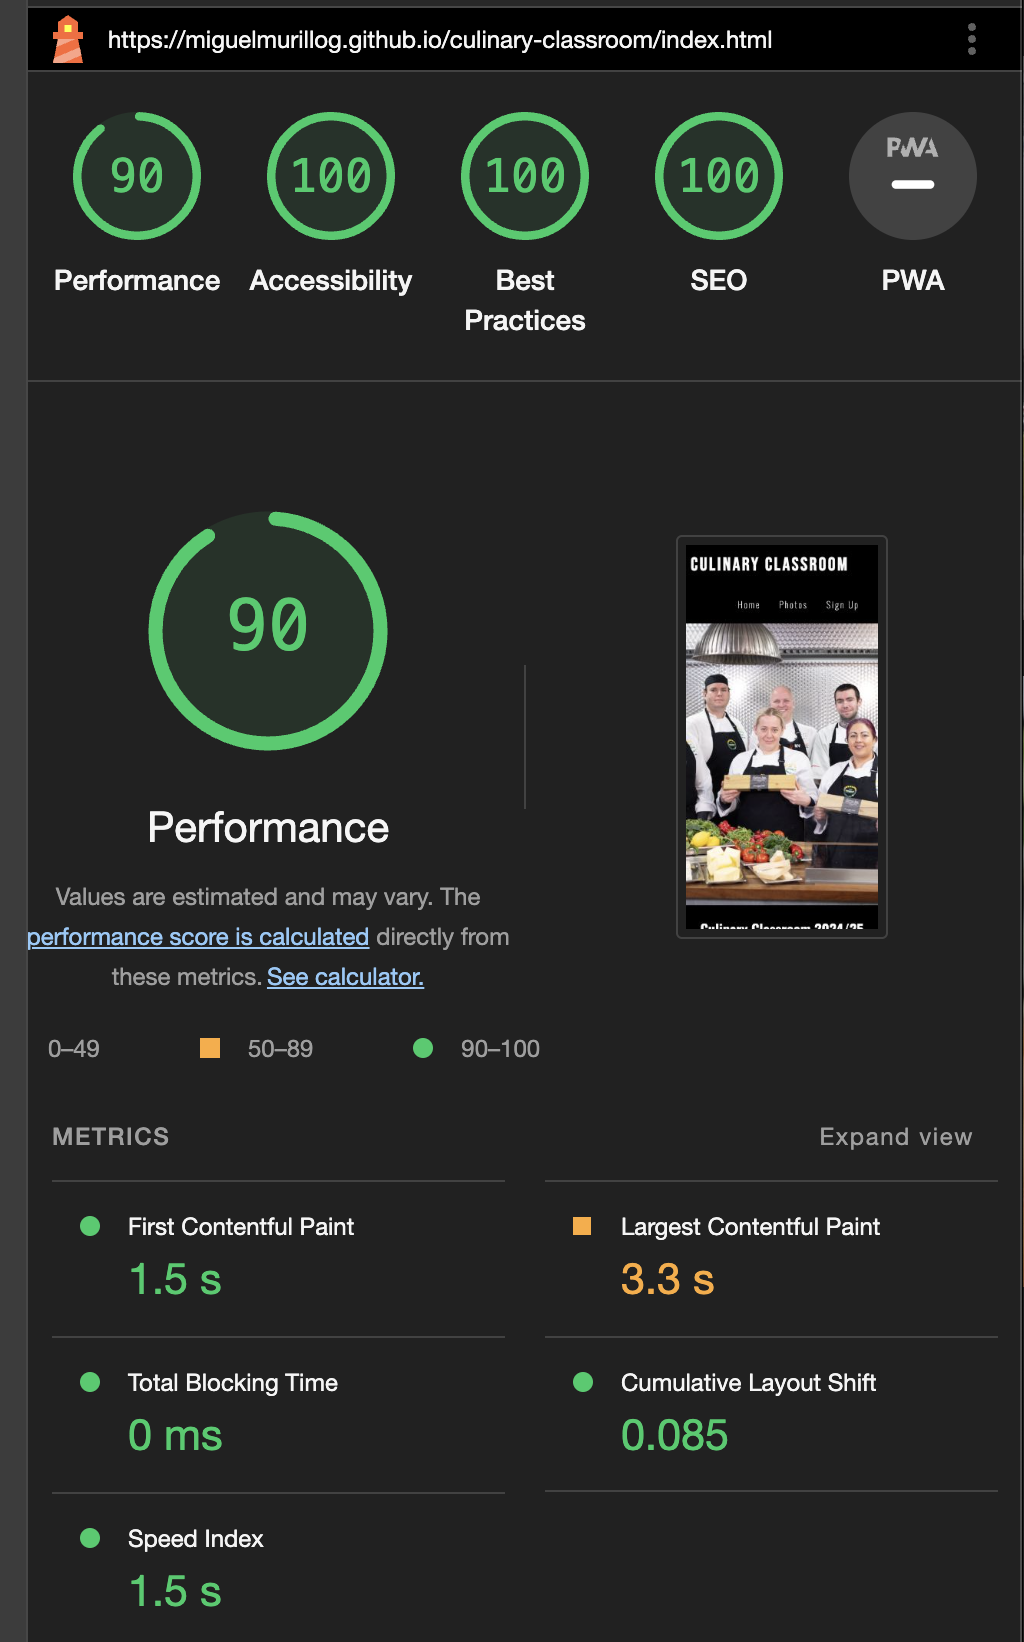 https://miguelmurillog.github.io/culinary-classroom/index.html
90
100
100
100
PWA
Performance
Accessibility
Best
Practices
SEO
PWA
90
Performance
Values are estimated and may vary. The
performance score is calculated directly from
these metrics. See calculator.
CULINARY CLASSROOM
Home Photos Sign Up
Culinary Classroom 2024/25
0–49
50–89
90–100
METRICS
Expand view
First Contentful Paint
1.5 s
Largest Contentful Paint
3.3 s
Total Blocking Time
0 ms
Cumulative Layout Shift
0.085
Speed Index
1.5 s